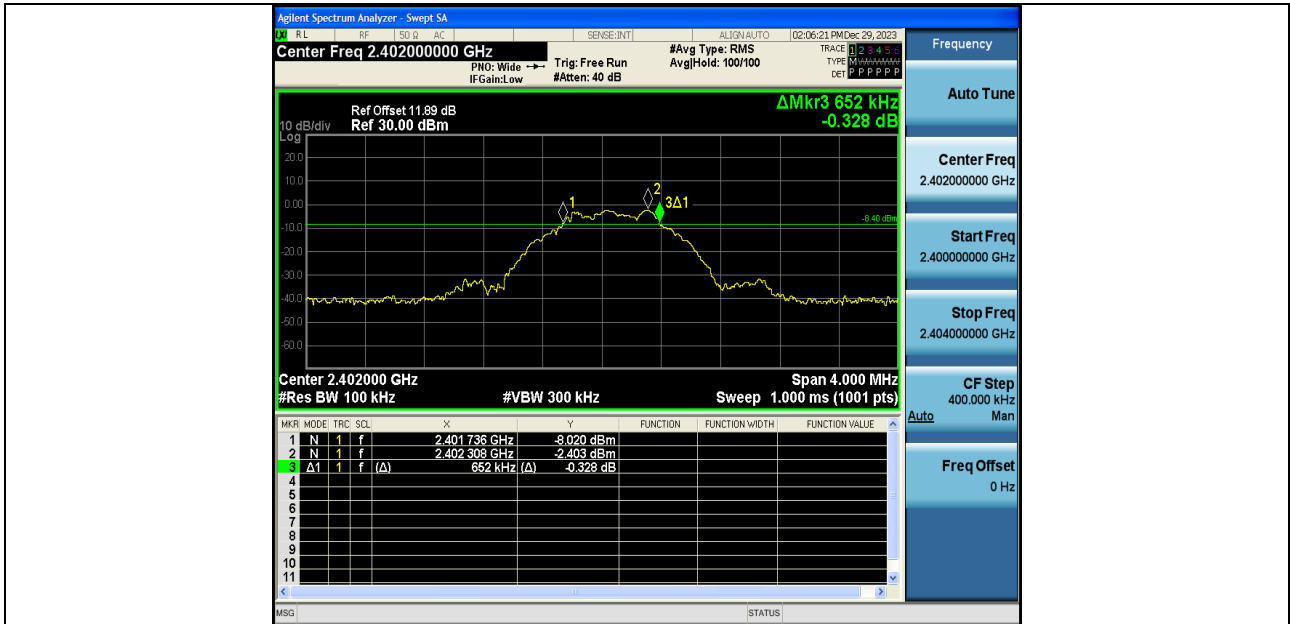 Agilent Spectrum Analyzer - Swept SA
RL RF 50 Ω AC SENSE:INT ALIGN AUTO 02:06:21 PM Dec 29, 2023
Center Freq 2.402000000 GHz
PNO: Wide
IFGain:Low
Trig: Free Run
#Atten: 40 dB
#Avg Type: RMS
Avg|Hold: 100/100
TRACE 1 2 3 4 5 6
TYPE M
DET P P P P P P
Ref Offset 11.89 dB
10 dB/div Ref 30.00 dBm
Log
ΔMkr3 652 kHz
-0.328 dB
20.0
10.0
0.00
-10.0
-20.0
-30.0
-40.0
-50.0
-60.0
1
2
3Δ1
-8.40 dBm
Center 2.402000 GHz Span 4.000 MHz
#Res BW 100 kHz #VBW 300 kHz Sweep 1.000 ms (1001 pts)
MKR MODE TRC SCL X Y FUNCTION FUNCTION WIDTH FUNCTION VALUE
1 N 1 f 2.401 736 GHz -8.020 dBm
2 N 1 f 2.402 308 GHz -2.403 dBm
3 Δ1 1 f (Δ) 652 kHz (Δ) -0.328 dB
4
5
6
7
8
9
10
11
MSG STATUS
Frequency
Auto Tune
Center Freq
2.402000000 GHz
Start Freq
2.400000000 GHz
Stop Freq
2.404000000 GHz
CF Step
400.000 kHz
Auto Man
Freq Offset
0 Hz